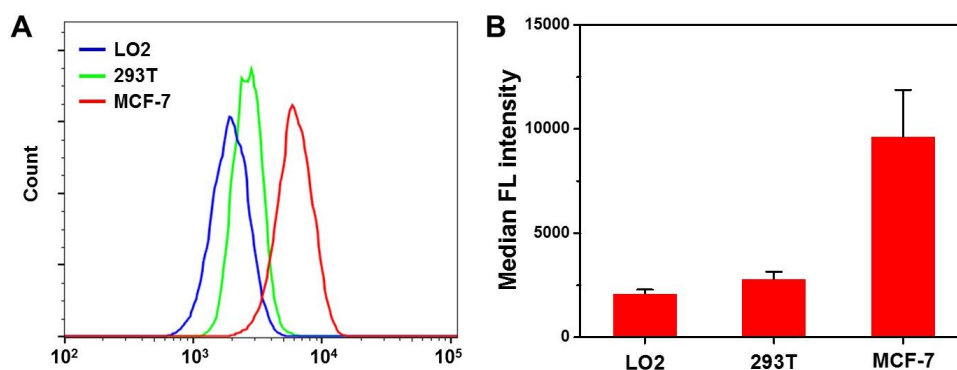 A
LO2
293T
MCF-7
Count
10² 10³ 10⁴ 10⁵
B
Median FL intensity
15000
10000
5000
0
LO2 293T MCF-7